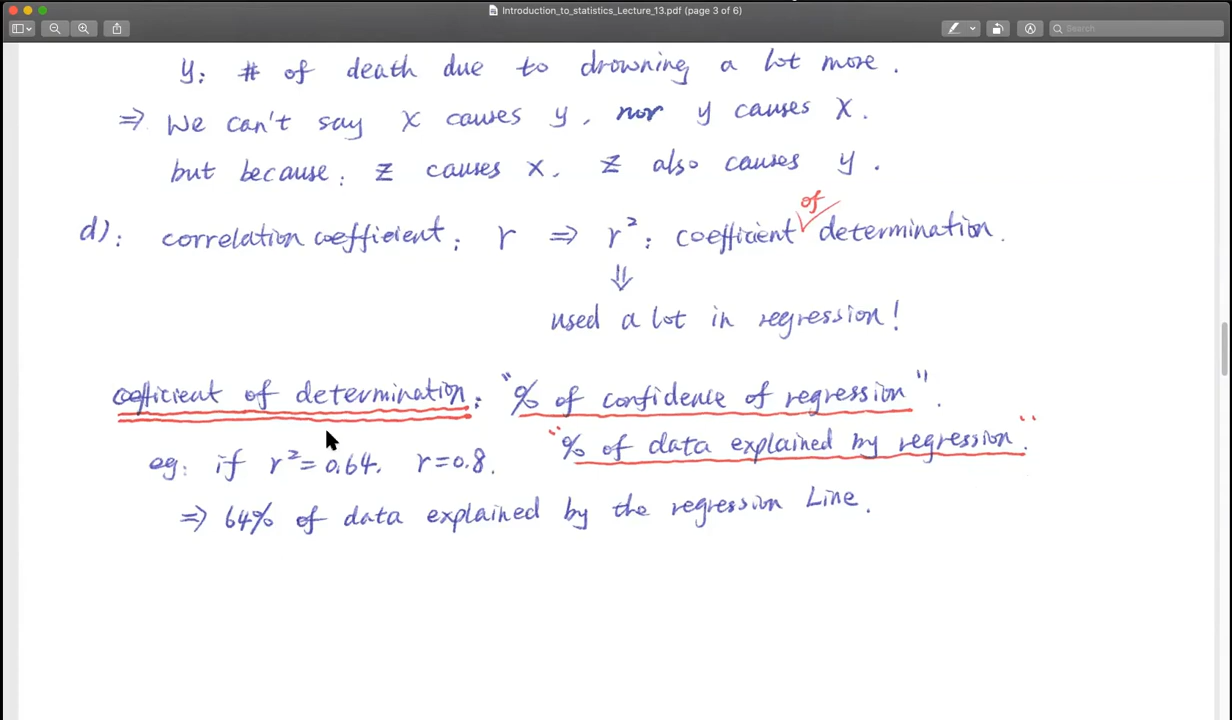 Introduction_to_statistics_Lecture_13.pdf (page 3 of 6)
Search
y: # of death due to drowning a lot more.
⇒ We can't say x causes y, nor y causes x.
but because: z causes x. z also causes y.
of
d): correlation coefficient: r ⇒ r²: coefficient determination.
⇓
used a lot in regression!
coefficient of determination: "% of confidence of regression".
"% of data explained by regression".
eg: if r²=0.64. r=0.8.
⇒ 64% of data explained by the regression Line.